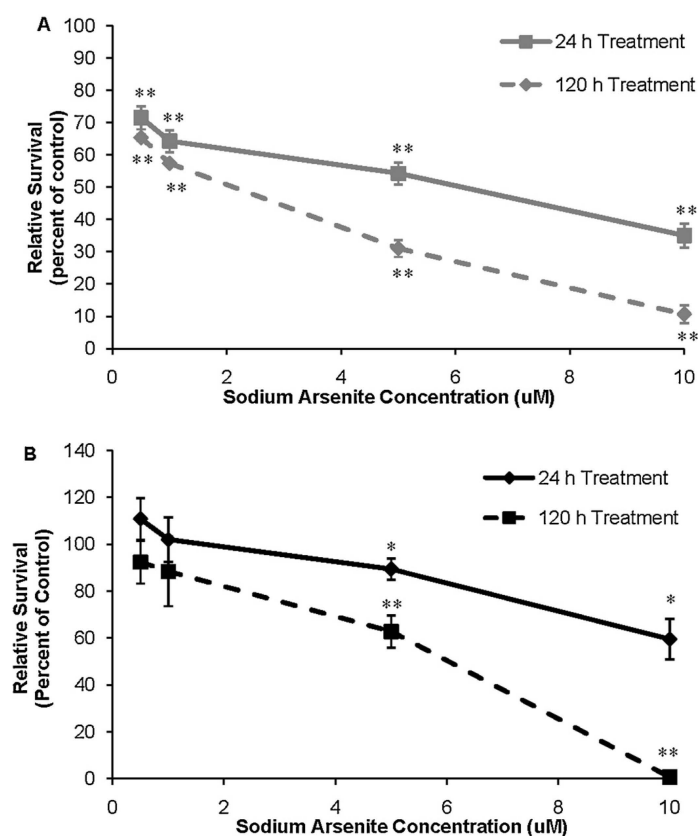 A
100
90
80
70
60
50
40
30
20
10
0
Relative Survival
(percent of control)
24 h Treatment
120 h Treatment
**
**
**
**
**
**
**
**
0 2 4 6 8 10
Sodium Arsenite Concentration (uM)
B
140
120
100
80
60
40
20
0
Relative Survival
(Percent of Control)
24 h Treatment
120 h Treatment
*
*
**
**
0 2 4 6 8 10
Sodium Arsenite Concentration (uM)